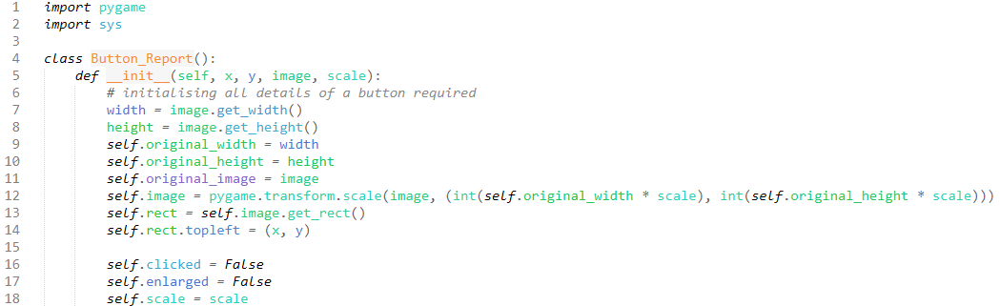 1 import pygame
2 import sys
3
4 class Button_Report():
5     def __init__(self, x, y, image, scale):
6         # initialising all details of a button required
7         width = image.get_width()
8         height = image.get_height()
9         self.original_width = width
10         self.original_height = height
11         self.original_image = image
12         self.image = pygame.transform.scale(image, (int(self.original_width * scale), int(self.original_height * scale)))
13         self.rect = self.image.get_rect()
14         self.rect.topleft = (x, y)
15
16         self.clicked = False
17         self.enlarged = False
18         self.scale = scale